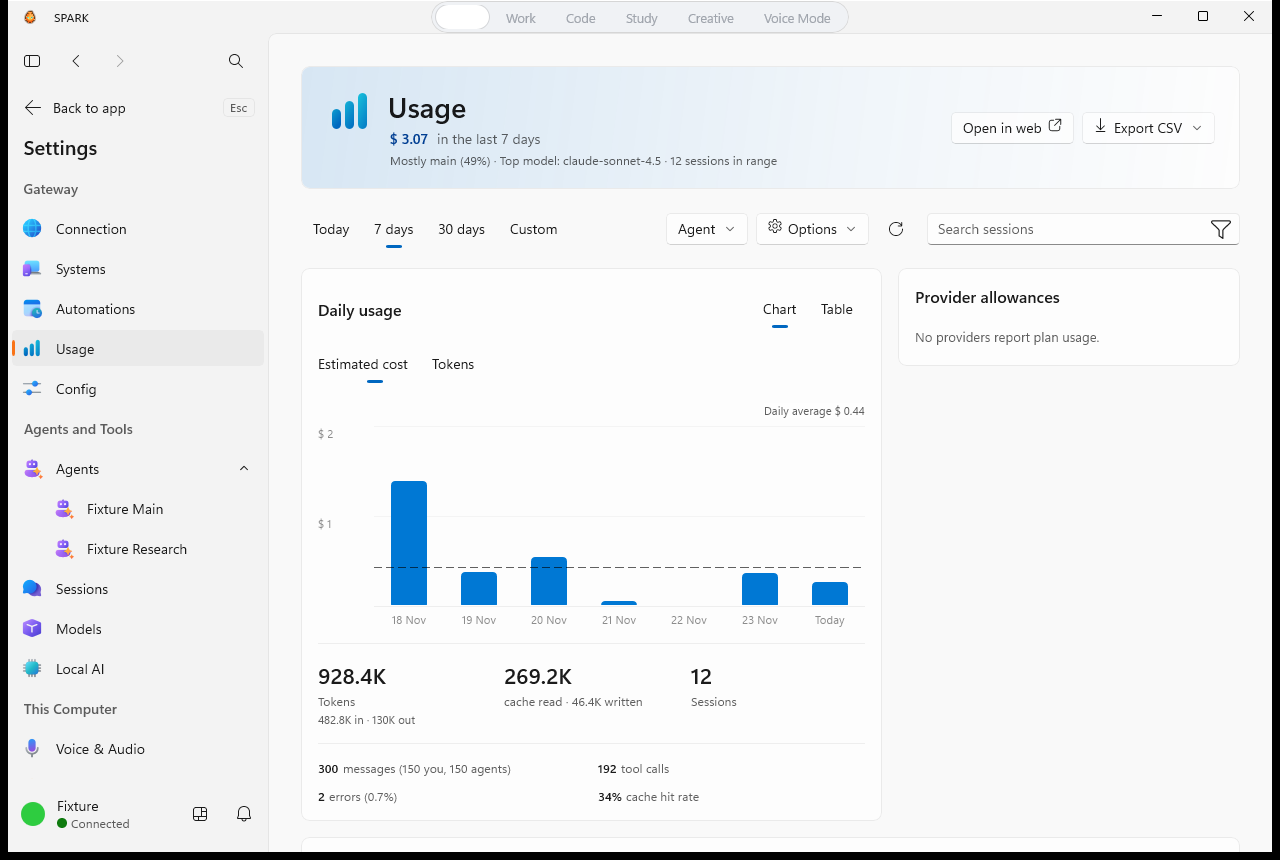 SPARK
Work
Code
Study
Creative
Voice Mode
Back to app
Esc
Settings
Gateway
Connection
Systems
Automations
Usage
Config
Agents and Tools
Agents
Fixture Main
Fixture Research
Sessions
Models
Local AI
This Computer
Voice & Audio
Fixture
Connected
Usage
$ 3.07 in the last 7 days
Mostly main (49%) · Top model: claude-sonnet-4.5 · 12 sessions in range
Open in web
Export CSV
Today
7 days
30 days
Custom
Agent
Options
Search sessions
Daily usage
Chart
Table
Estimated cost
Tokens
Daily average $ 0.44
$ 2
$ 1
18 Nov
19 Nov
20 Nov
21 Nov
22 Nov
23 Nov
Today
928.4K
Tokens
482.8K in · 130K out
269.2K
cache read · 46.4K written
12
Sessions
300 messages (150 you, 150 agents)
192 tool calls
2 errors (0.7%)
34% cache hit rate
Provider allowances
No providers report plan usage.